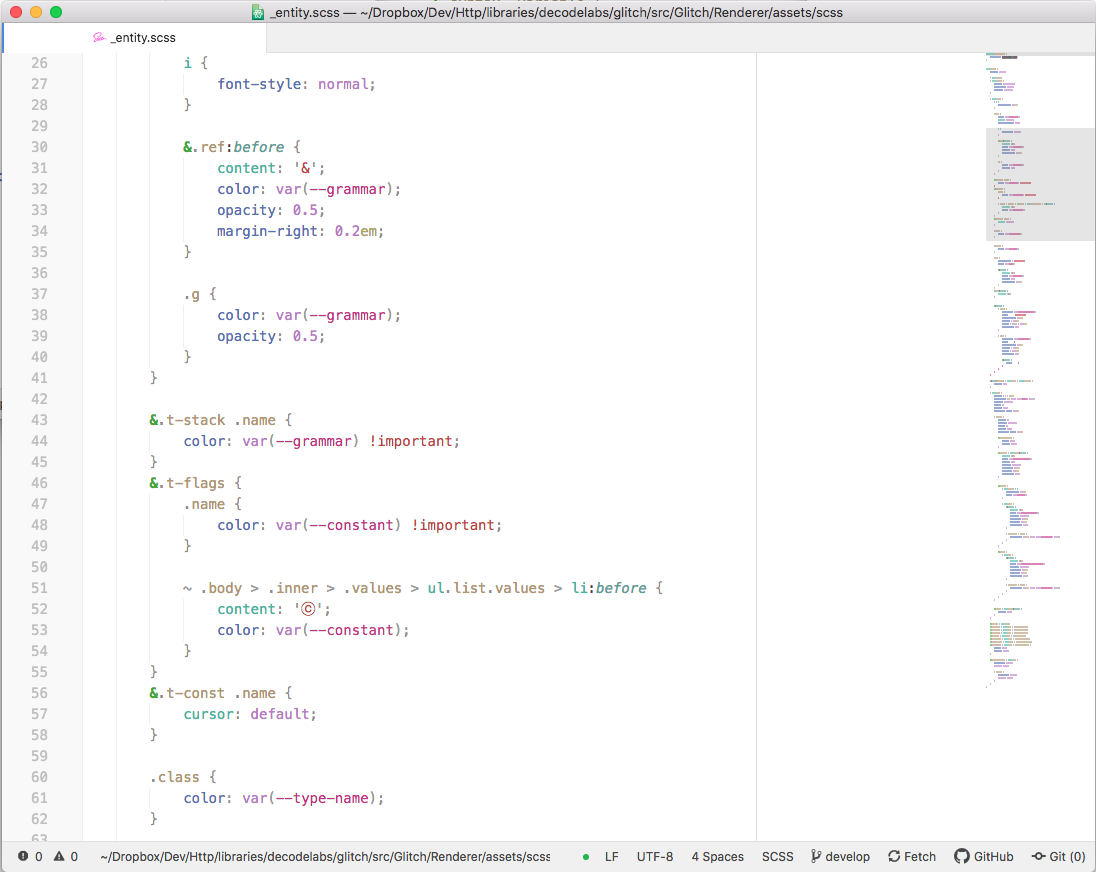 _entity.scss — ~/Dropbox/Dev/Http/libraries/decodelabs/glitch/src/Glitch/Renderer/assets/scss
_entity.scss
26 i {
27 font-style: normal;
28 }
29
30 &.ref:before {
31 content: '&';
32 color: var(--grammar);
33 opacity: 0.5;
34 margin-right: 0.2em;
35 }
36
37 .g {
38 color: var(--grammar);
39 opacity: 0.5;
40 }
41 }
42
43 &.t-stack .name {
44 color: var(--grammar) !important;
45 }
46 &.t-flags {
47 .name {
48 color: var(--constant) !important;
49 }
50
51 ~ .body > .inner > .values > ul.list.values > li:before {
52 content: 'ⓒ';
53 color: var(--constant);
54 }
55 }
56 &.t-const .name {
57 cursor: default;
58 }
59
60 .class {
61 color: var(--type-name);
62 }
63
0 0 ~/Dropbox/Dev/Http/libraries/decodelabs/glitch/src/Glitch/Renderer/assets/scss LF UTF-8 4 Spaces SCSS develop Fetch GitHub Git (0)